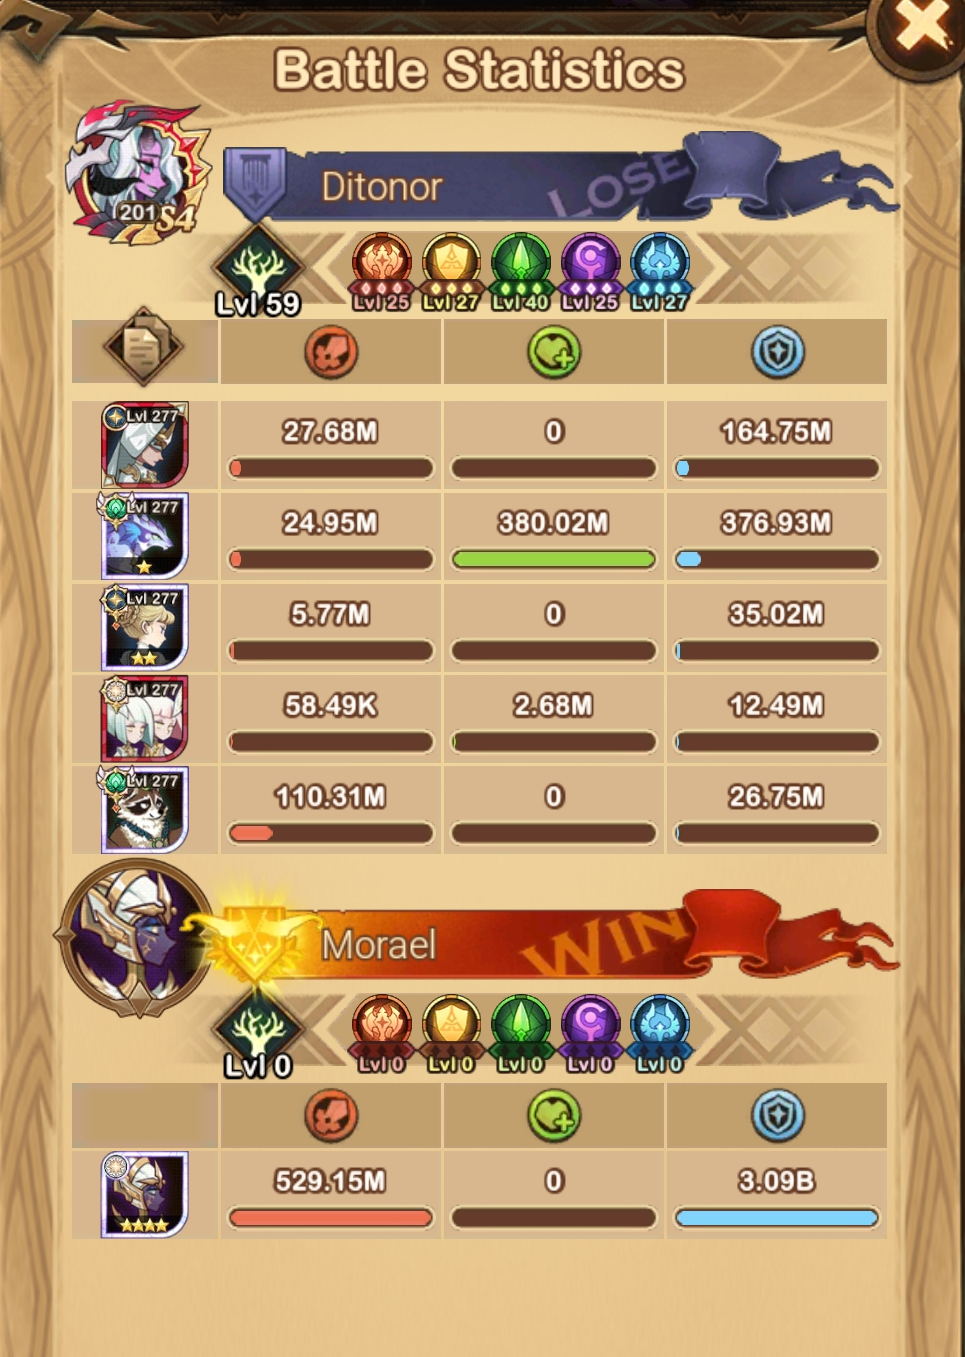 Battle Statistics
201 S4
Ditonor
LOSE
Lvl 59
Lvl 25
Lvl 27
Lvl 40
Lvl 25
Lvl 27
Lvl 277
27.68M
0
164.75M
Lvl 277
24.95M
380.02M
376.93M
Lvl 277
5.77M
0
35.02M
Lvl 277
58.49K
2.68M
12.49M
Lvl 277
110.31M
0
26.75M
Morael
WIN
Lvl 0
Lvl 0
Lvl 0
Lvl 0
Lvl 0
Lvl 0
529.15M
0
3.09B